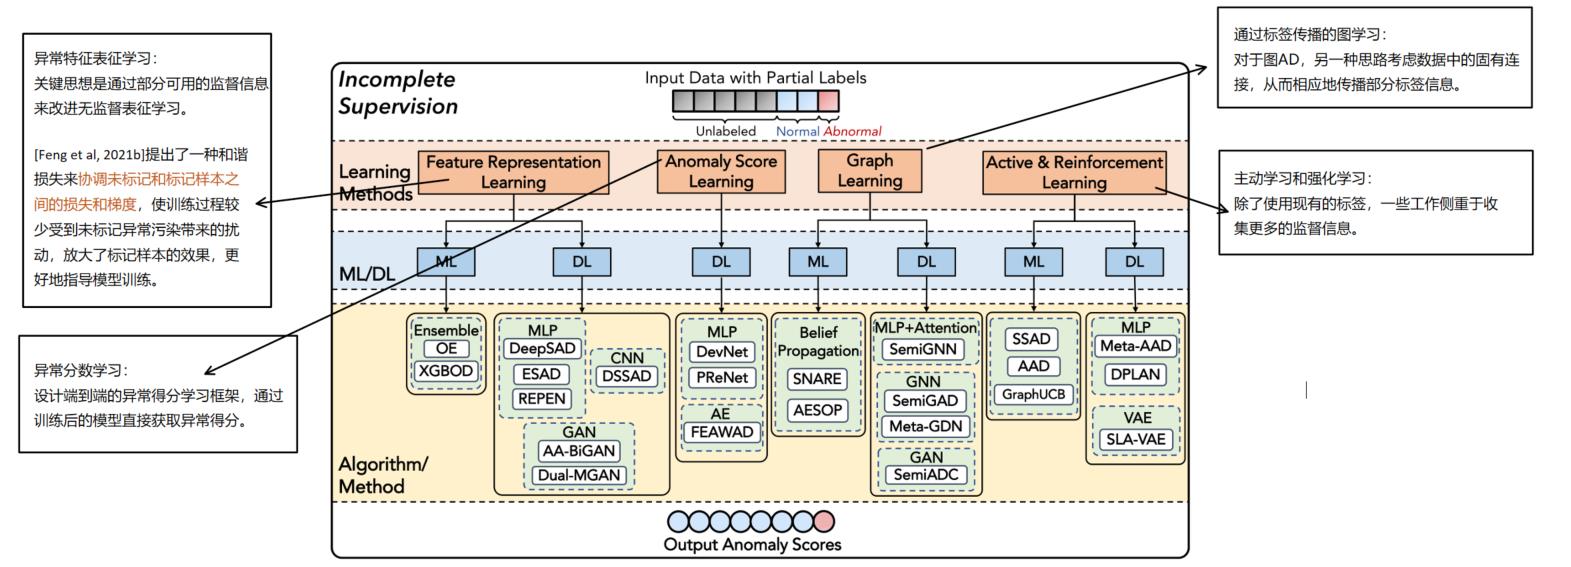 异常特征表征学习：
关键思想是通过部分可用的监督信息
来改进无监督表征学习。
[Feng et al, 2021b]提出了一种和谐
损失来协调未标记和标记样本之
间的损失和梯度，使训练过程较
少受到未标记异常污染带来的扰
动，放大了标记样本的效果，更
好地指导模型训练。
异常分数学习：
设计端到端的异常得分学习框架，通过
训练后的模型直接获取异常得分。
Incomplete
Supervision
Input Data with Partial Labels
Unlabeled Normal Abnormal
Learning
Methods
Feature Representation
Learning
Anomaly Score
Learning
Graph
Learning
Active & Reinforcement
Learning
ML/DL
ML DL DL ML DL ML DL
Algorithm/
Method
Ensemble
OE
XGBOD
MLP
DeepSAD
ESAD
REPEN
CNN
DSSAD
GAN
AA-BiGAN
Dual-MGAN
MLP
DevNet
PReNet
AE
FEAWAD
Belief
Propagation
SNARE
AESOP
MLP+Attention
SemiGNN
GNN
SemiGAD
Meta-GDN
GAN
SemiADC
SSAD
AAD
GraphUCB
MLP
Meta-AAD
DPLAN
VAE
SLA-VAE
Output Anomaly Scores
通过标签传播的图学习：
对于图AD，另一种思路考虑数据中的固有连
接，从而相应地传播部分标签信息。
主动学习和强化学习：
除了使用现有的标签，一些工作侧重于收
集更多的监督信息。